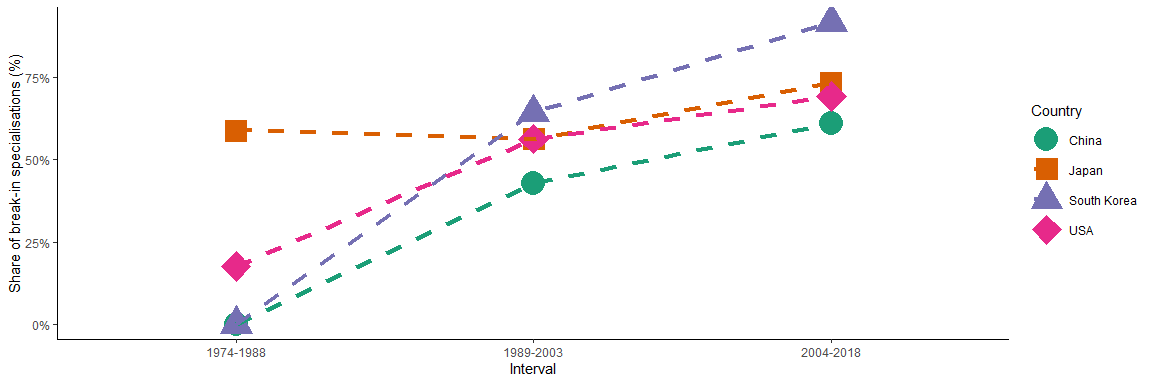 Share of break-in specialisations (%)
75%
50%
25%
0%
1974-1988
1989-2003
2004-2018
Interval
Country
China
Japan
South Korea
USA